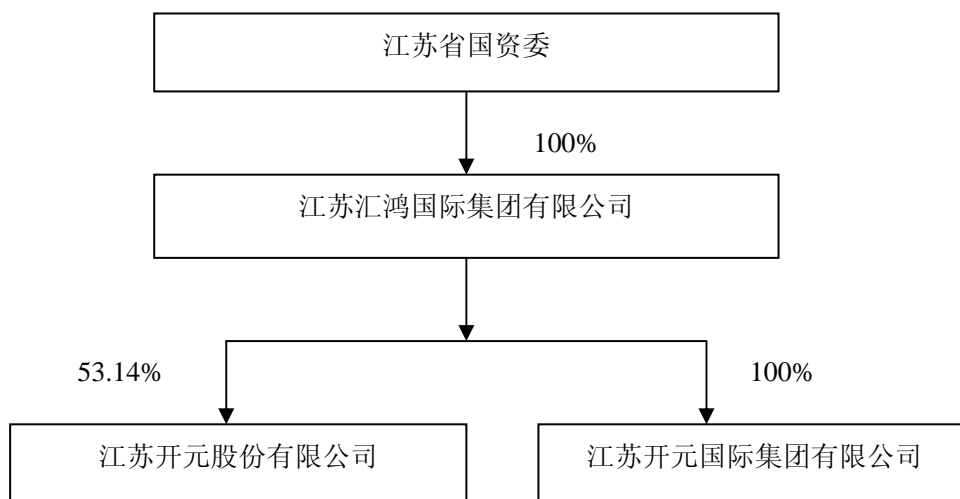 江苏省国资委
100%
江苏汇鸿国际集团有限公司
53.14%
100%
江苏开元股份有限公司
江苏开元国际集团有限公司